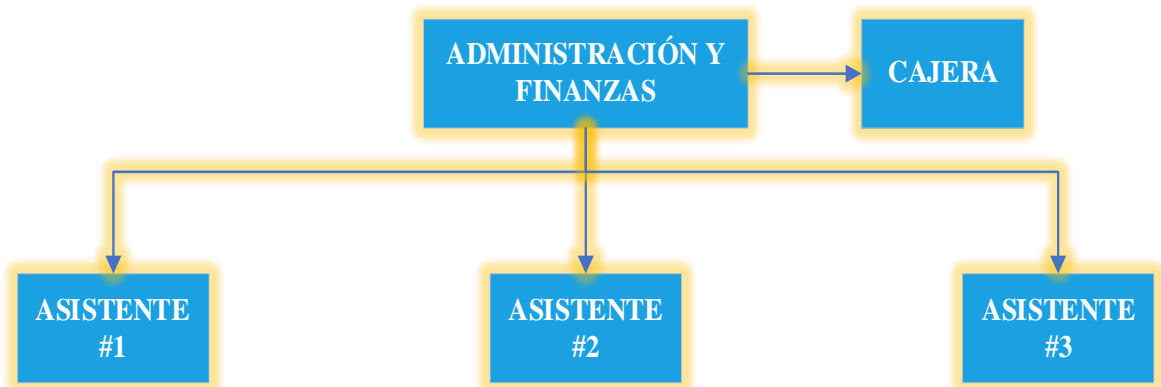 ADMINISTRACIÓN Y
FINANZAS
CAJERA
ASISTENTE
#1
ASISTENTE
#2
ASISTENTE
#3